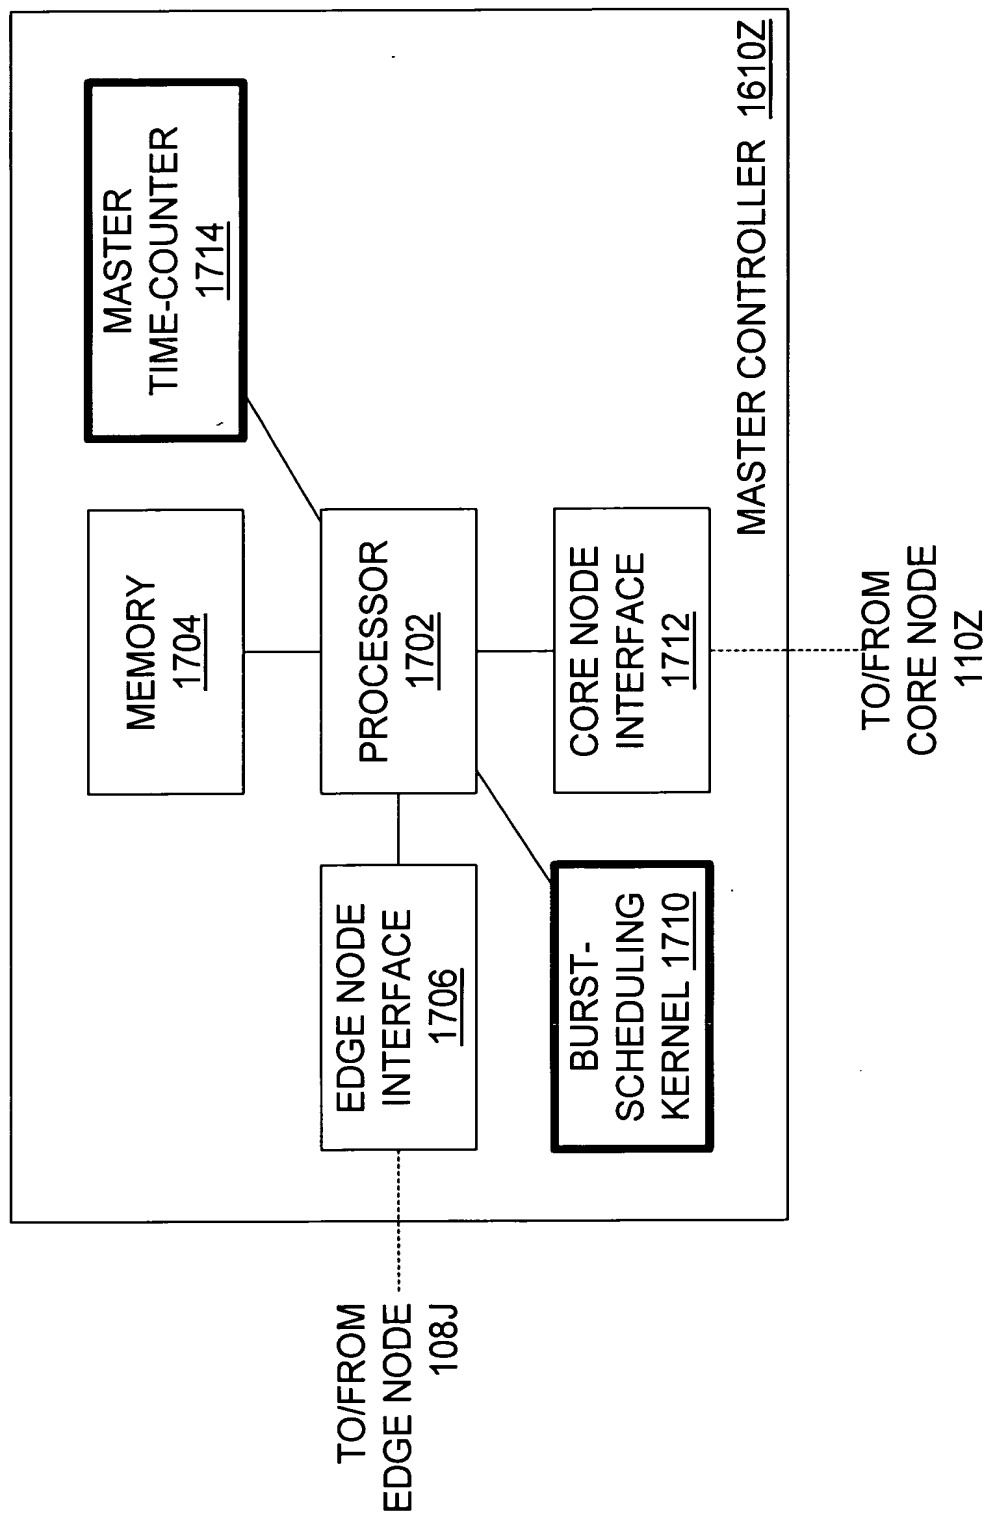 MASTER
TIME-COUNTER
1714
MEMORY
1704
PROCESSOR
1702
CORE NODE
INTERFACE
1712
EDGE NODE
INTERFACE
1706
BURST-
SCHEDULING
KERNEL 1710
MASTER CONTROLLER 1610Z
TO/FROM
EDGE NODE
108J
TO/FROM
CORE NODE
110Z